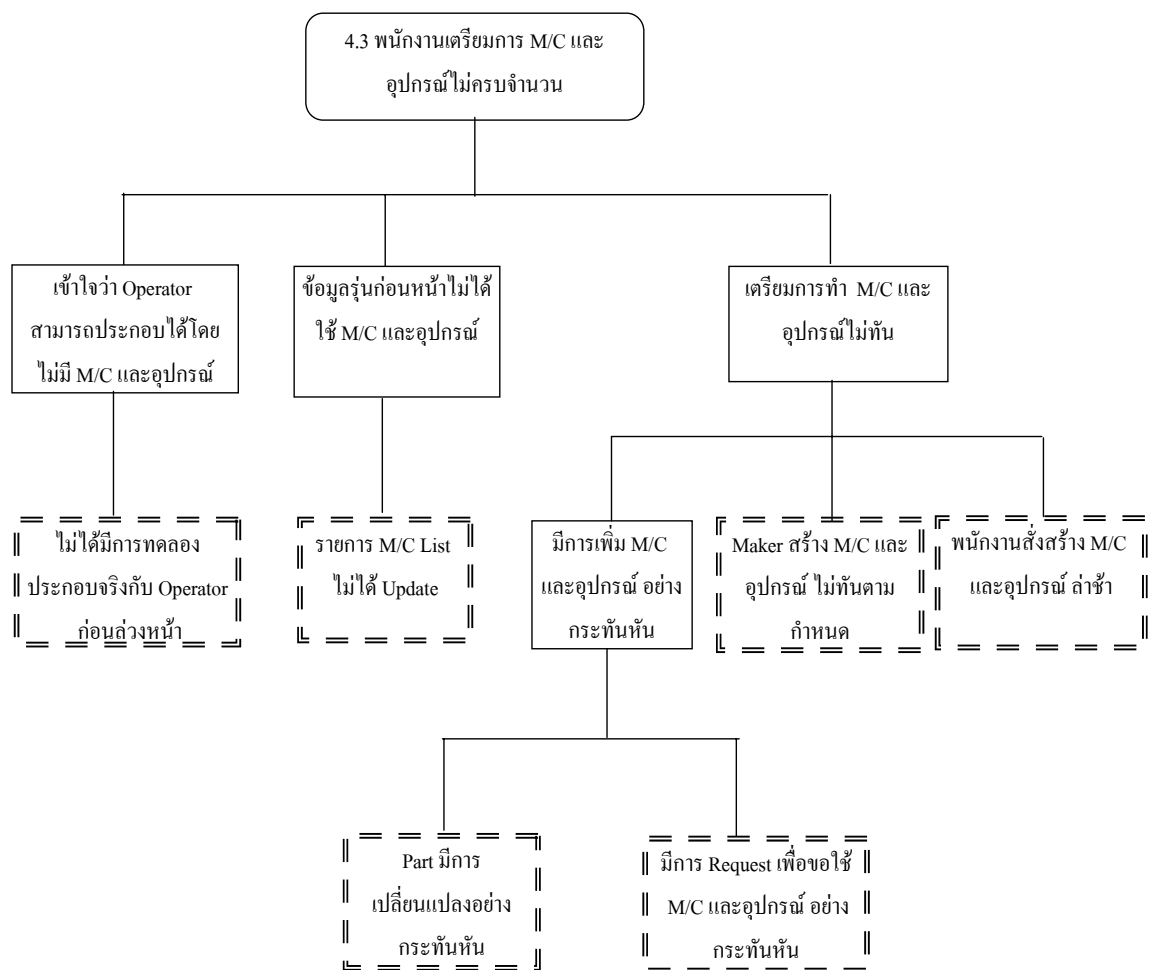 4.3 พนักงานเตรียมการ M/C และ
อุปกรณ์ไม่ครบจำนวน
เข้าใจว่า Operator
สามารถประกอบได้โดย
ไม่มี M/C และอุปกรณ์
ข้อมูลรุ่นก่อนหน้าไม่ได้
ใช้ M/C และอุปกรณ์
เตรียมการทำ M/C และ
อุปกรณ์ไม่ทัน
ไม่ได้มีการทดลอง
ประกอบจริงกับ Operator
ก่อนล่วงหน้า
รายการ M/C List
ไม่ได้ Update
มีการเพิ่ม M/C
และอุปกรณ์ อย่าง
กระทันหัน
Maker สร้าง M/C และ
อุปกรณ์ ไม่ทันตาม
กำหนด
พนักงานสั่งสร้าง M/C
และอุปกรณ์ ล่าช้า
Part มีการ
เปลี่ยนแปลงอย่าง
กระทันหัน
มีการ Request เพื่อขอใช้
M/C และอุปกรณ์ อย่าง
กระทันหัน